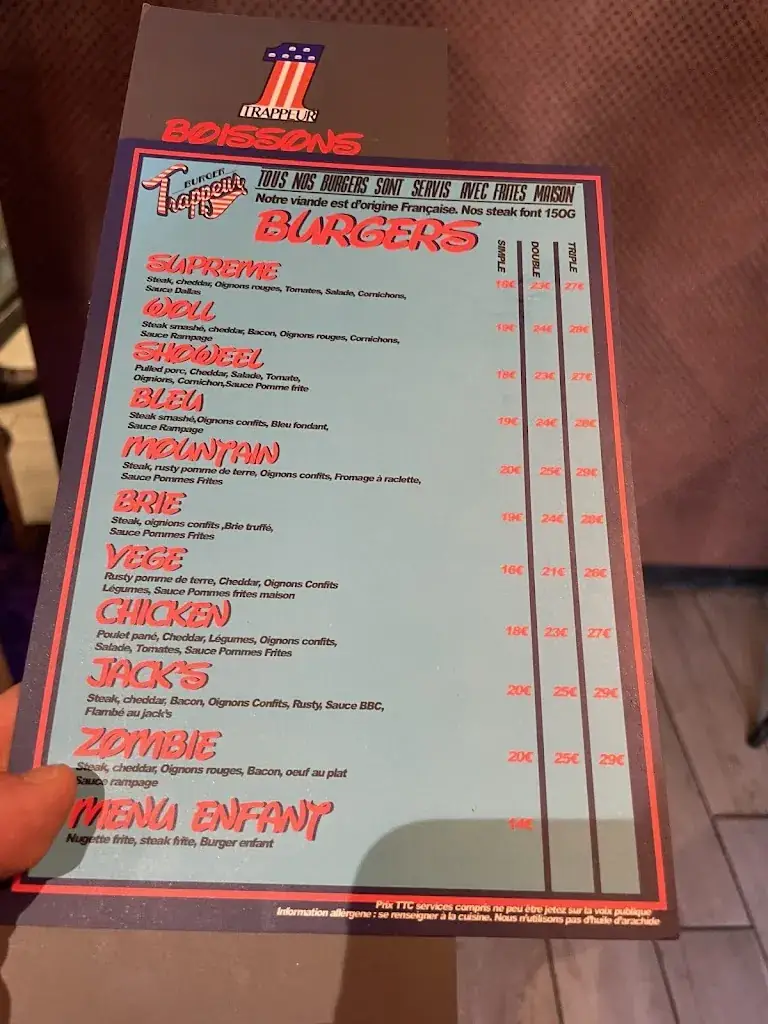 1
TRAPPEUR
BOISSONS
BURGER
Trappeur
TOUS NOS BURGERS SONT SERVIS AVEC FRITES MAISON
Notre viande est d'origine Française. Nos steak font 150G
BURGERS
SIMPLE DOUBLE TRIPLE
SUPREME
Steak, cheddar, Oignons rouges, Tomates, Salade, Cornichons, 23€ 27€
Sauce Dallas
WOLL
Steak smashé, cheddar, Bacon, Oignons rouges, Cornichons, 19€ 24€ 28€
Sauce Rampage
SHOWEEL
Pulled porc, Cheddar, Salade, Tomate, 18€ 23€ 27€
Oignions, Cornichon,Sauce Pomme frite
BLEU
Steak smashé,Oignons confits, Bleu fondant, 19€ 24€ 28€
Sauce Rampage
MOUNTAIN
Steak, rusty pomme de terre, Oignons confits, Fromage à raclette, 20€ 25€ 29€
Sauce Pommes Frites
BRIE
Steak, oignions confits ,Brie truffé, 19€ 24€ 28€
Sauce Pommes Frites
VEGE
Rusty pomme de terre, Cheddar, Oignons Confits 16€ 21€ 26€
Légumes, Sauce Pommes frites maison
CHICKEN
Poulet pané, Cheddar, Légumes, Oignons confits, 18€ 23€ 27€
Salade, Tomates, Sauce Pommes Frites
JACK'S
Steak, cheddar, Bacon, Oignons Confits, Rusty, Sauce BBC, 20€ 25€ 29€
Flambé au jack's
ZOMBIE
Steak, cheddar, Oignons rouges, Bacon, oeuf au plat 20€ 25€ 29€
Sauce rampage
MENU ENFANT
Nugette frite, steak frite, Burger enfant 14€
Prix TTC services compris ne peu être jetez sur la voix publique
Information allérgene : se renseigner à la cuisine. Nous n'utilisons pas d'huile d'arachide